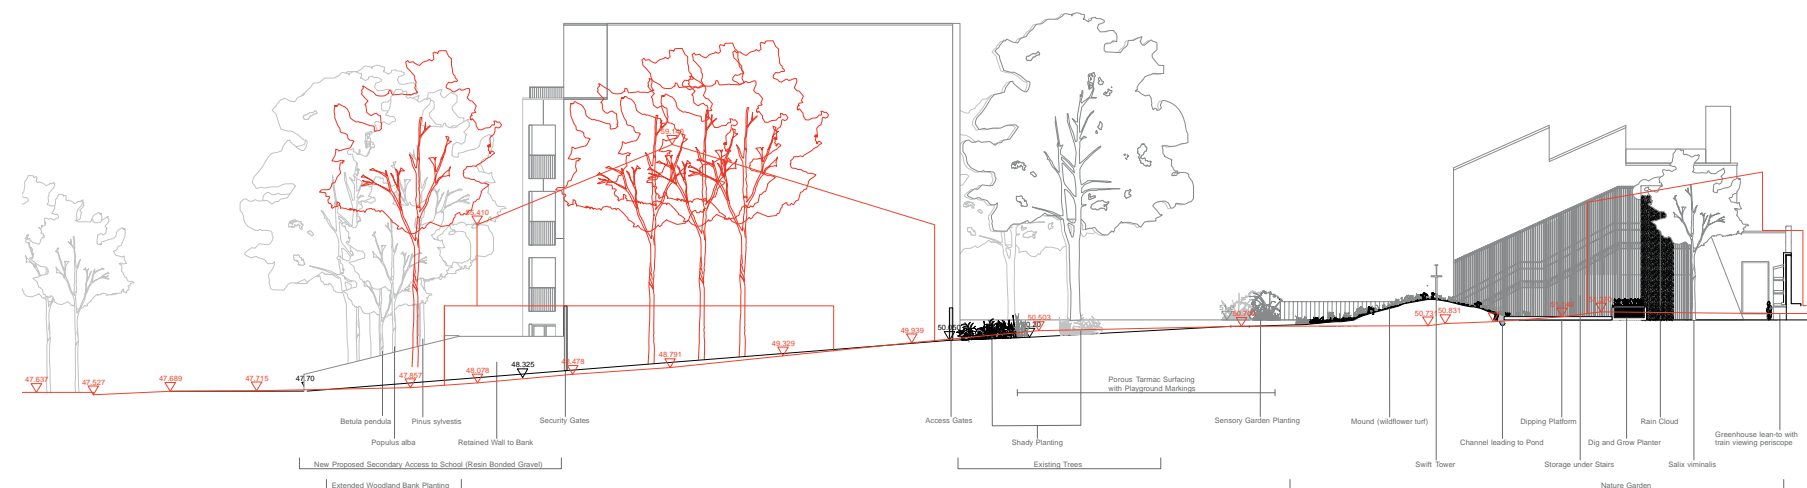 59.140
55.410
47.637
47.527
47.689
47.715
47.70
47.857
48.078
48.325
48.478
48.791
49.329
49.939
50.503
50.831
Porous Tarmac Surfacing
with Playground Markings
Betula pendula
Pinus sylvestis
Security Gates
Access Gates
Sensory Garden Planting
Mound (wildflower turf)
Dipping Platform
Rain Cloud
Populus alba
Retained Wall to Bank
Shady Planting
Channel leading to Pond
Dig and Grow Planter
Greenhouse lean-to with
train viewing periscope
New Proposed Secondary Access to School (Resin Bonded Gravel)
Existing Trees
Swift Tower
Storage under Stairs
Salix viminalis
Extended Woodland Bank Planting
Nature Garden